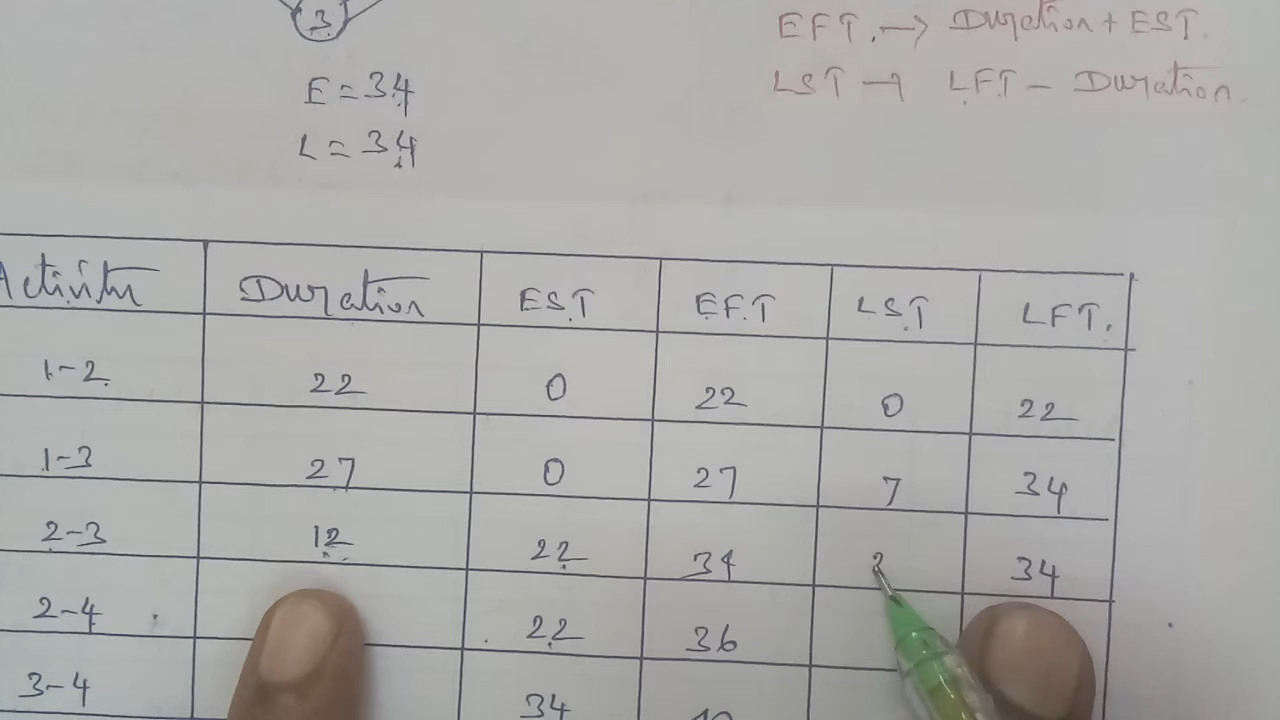 3
E = 34
L = 34
EFT. → Duration + EST.
LST → LFT - Duration
Activity Duration EST EFT LST LFT.
1-2 22 0 22 0 22
1-3 27 0 27 7 34
2-3 12 22 34 2 34
2-4 22 36
3-4 34